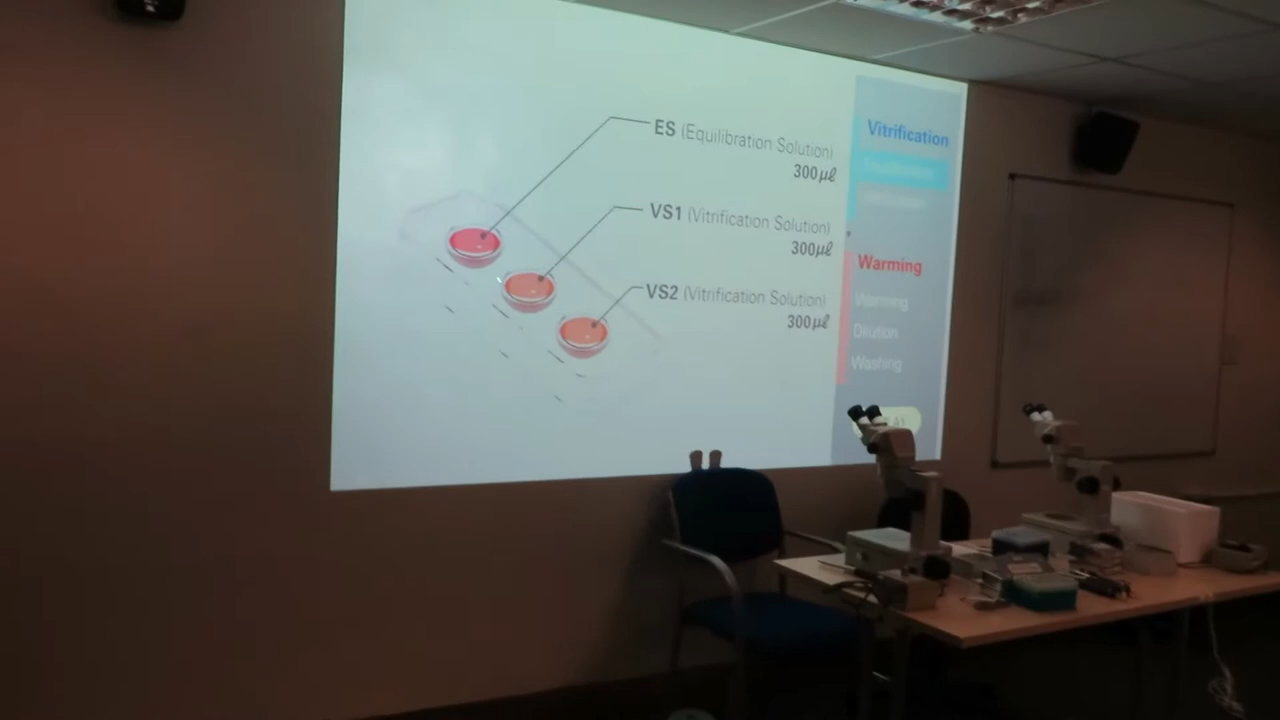 ES (Equilibration Solution)
300μℓ
VS1 (Vitrification Solution)
300μℓ
VS2 (Vitrification Solution)
300μℓ
Vitrification
Warming
Warming
Dilution
Washing